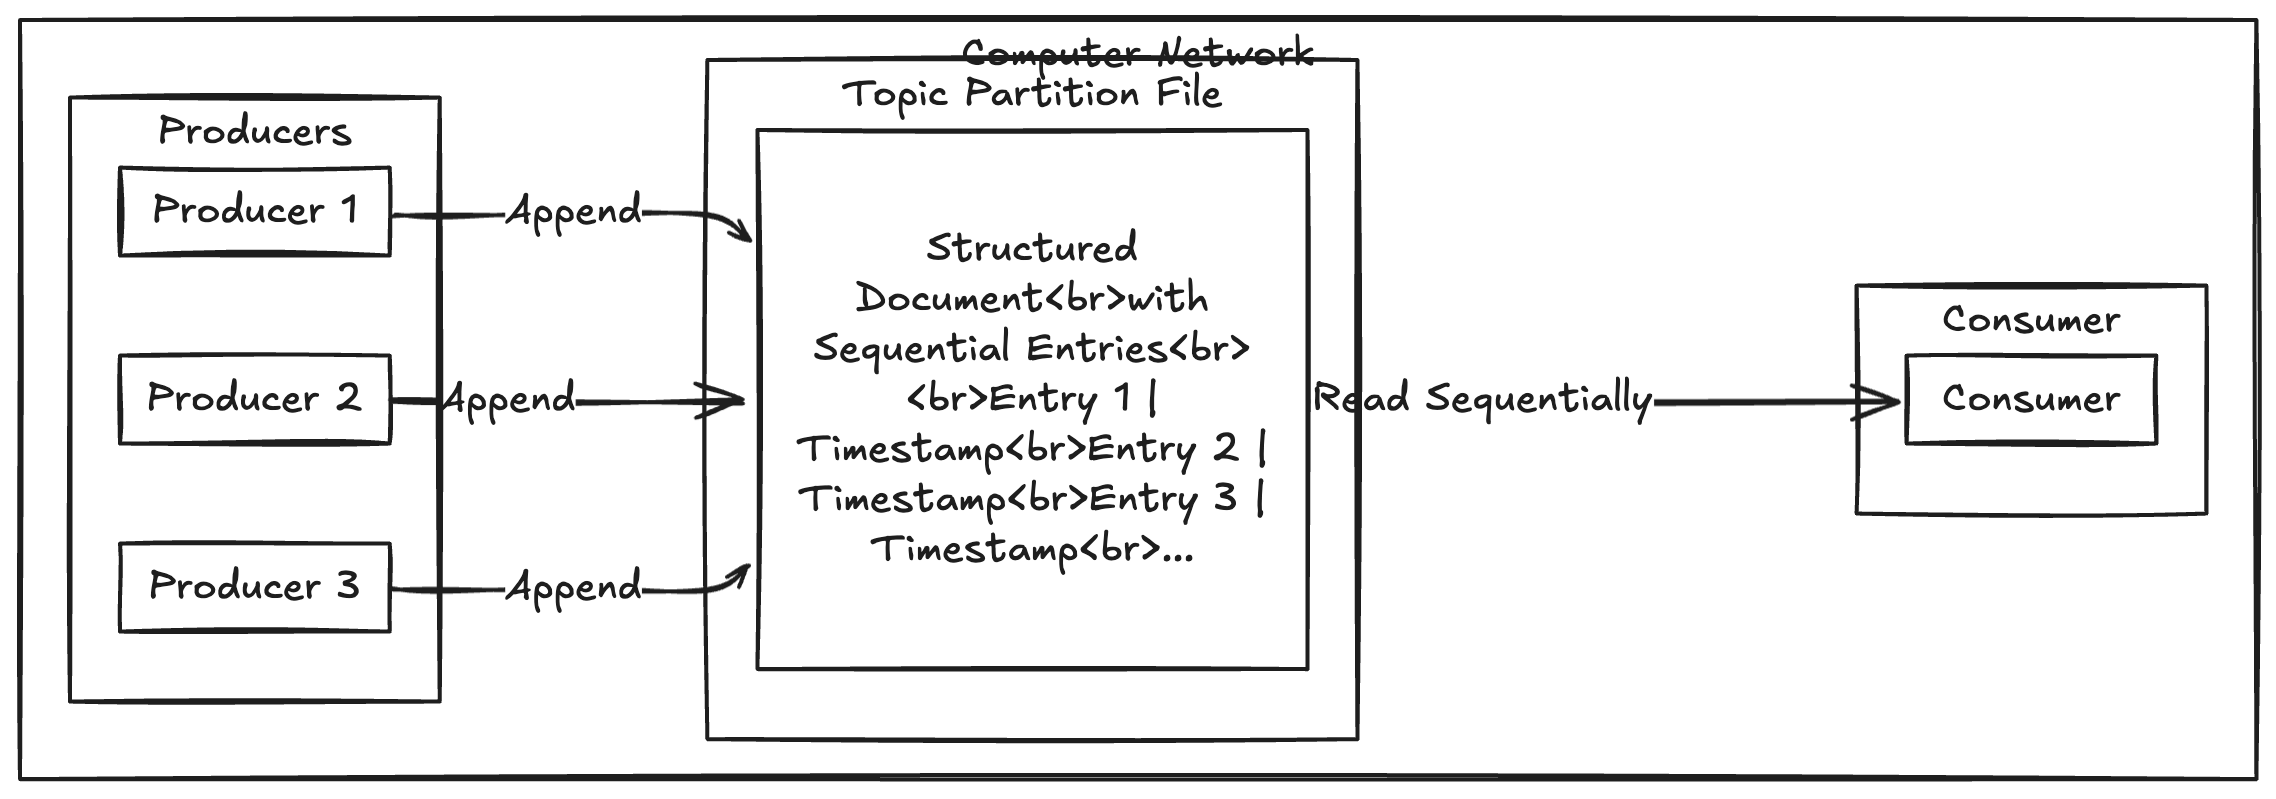 Computer Network
Topic Partition File
Producers
Producer 1
Append
Producer 2
Append
Producer 3
Append
Structured
Document<br>with
Sequential Entries<br>
<br>Entry 1 |
Timestamp<br>Entry 2 |
Timestamp<br>Entry 3 |
Timestamp<br>...
Read Sequentially
Consumer
Consumer